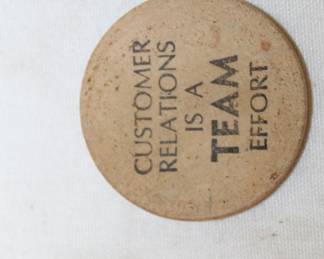 CUSTOMER
RELATIONS
IS A
TEAM
EFFORT